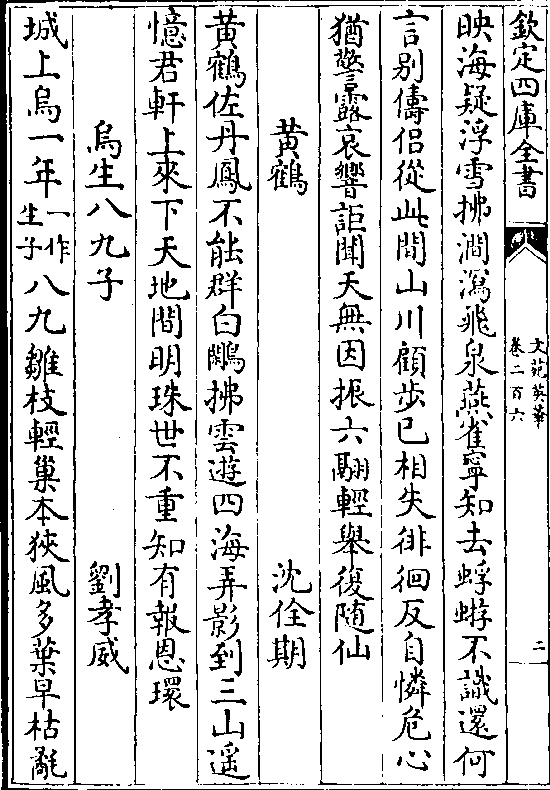 欽定四庫全書
文苑英華
卷二百六
二
映海疑浮雪拂澗瀉飛泉燕雀寧知去蜉蝣不識還何
言别儔侣從此間山川顧步已相失徘徊反自憐危心
猶警露哀響詎聞天無因振六翮輕舉復随仙
黄鶴 沈佺期
黄鶴佐丹鳳不能群白鷴拂雲遊四海弄影到三山遥
憶君軒上來下天地間明珠世不重知有報恩環
烏生八九子 劉孝威
城上烏一年一作生子八九雛枝輕巢本狹風多葉早枯氄